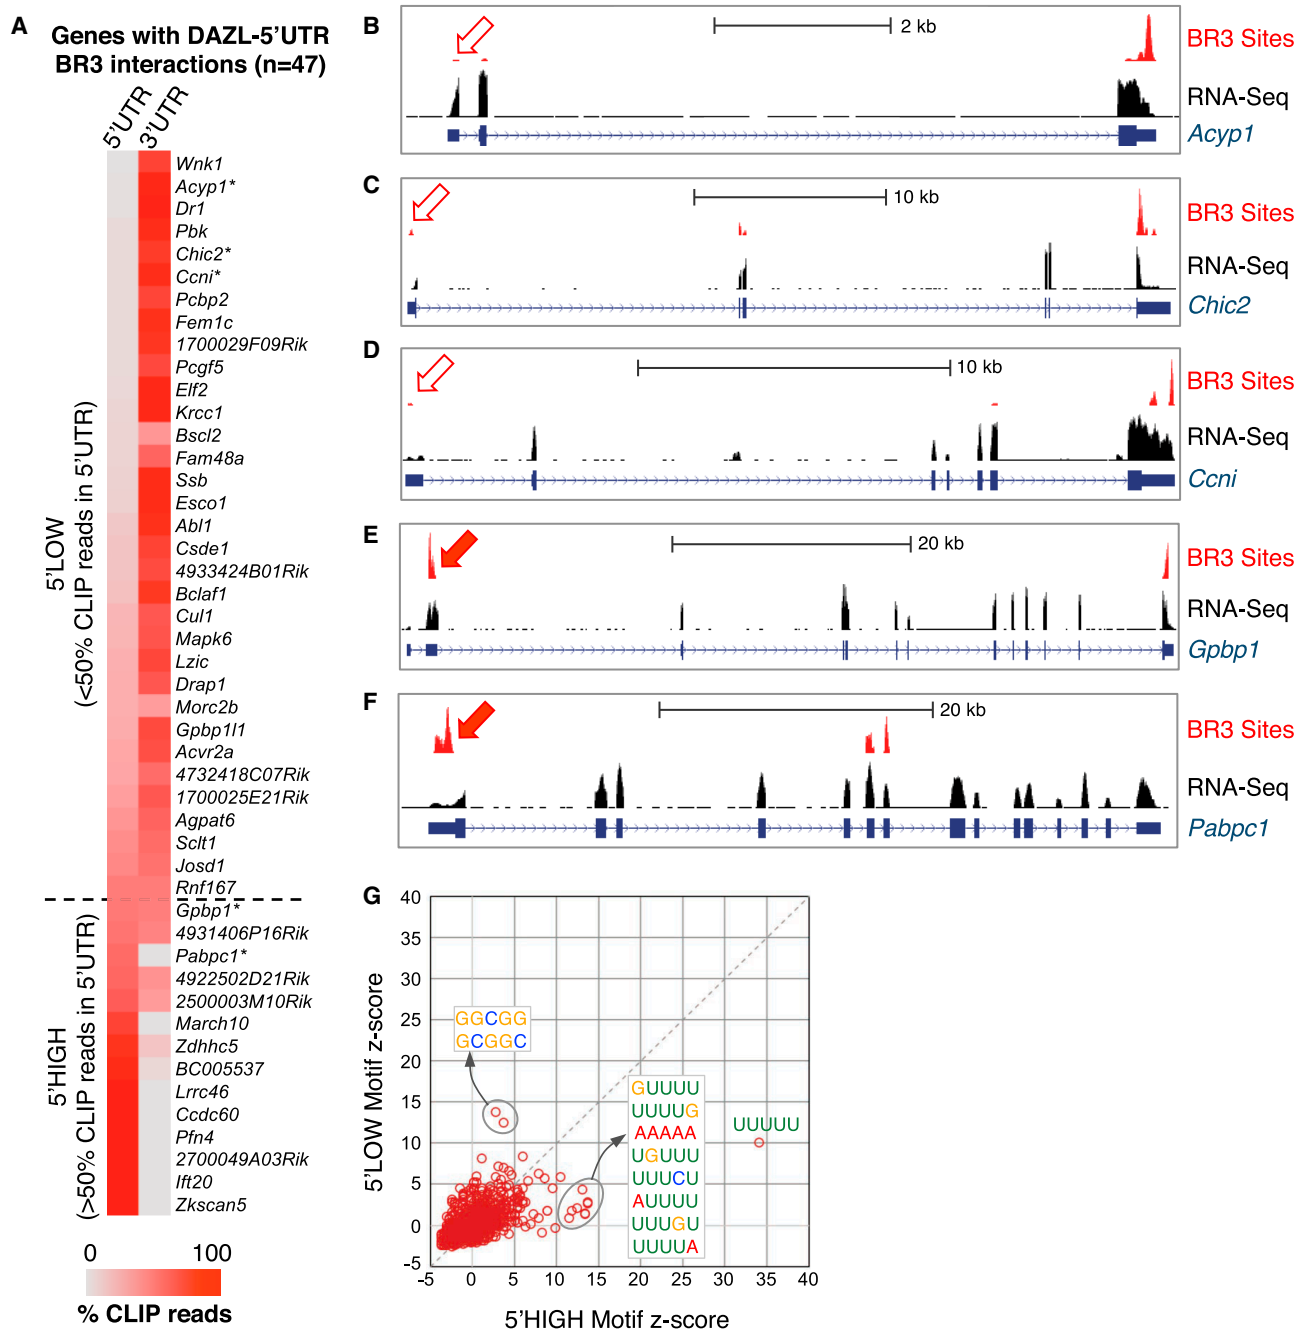 A
Genes with DAZL-5'UTR
BR3 interactions (n=47)
5'UTR
3'UTR
Wnk1
Acyp1*
Dr1
Pbk
Chic2*
Ccni*
Pcbp2
Fem1c
1700029F09Rik
Pcgf5
Elf2
Krcc1
Bscl2
Fam48a
Ssb
Esco1
Abl1
Csde1
4933424B01Rik
Bclaf1
Cul1
Mapk6
Lzic
Drap1
Morc2b
Gpbp1l1
Acvr2a
4732418C07Rik
1700025E21Rik
Agpat6
Sclt1
Josd1
Rnf167
Gpbp1*
4931406P16Rik
Pabpc1*
4922502D21Rik
2500003M10Rik
March10
Zdhhc5
BC005537
Lrrc46
Ccdc60
Pfn4
2700049A03Rik
Ift20
Zkscan5
5'LOW
(<50% CLIP reads in 5'UTR)
5'HIGH
(>50% CLIP reads in 5'UTR)
0 100
% CLIP reads
B
2 kb
BR3 Sites
RNA-Seq
Acyp1
C
10 kb
BR3 Sites
RNA-Seq
Chic2
D
10 kb
BR3 Sites
RNA-Seq
Ccni
E
20 kb
BR3 Sites
RNA-Seq
Gpbp1
F
20 kb
BR3 Sites
RNA-Seq
Pabpc1
G
5'LOW Motif z-score
40
35
30
25
20
15
10
5
0
-5
GGCGG
GCGGC
GUUUU
UUUUG
AAAAA
UGUUU
UUUCU
AUUUU
UUUGU
UUUUA
UUUUU
-5 0 5 10 15 20 25 30 35 40
5'HIGH Motif z-score